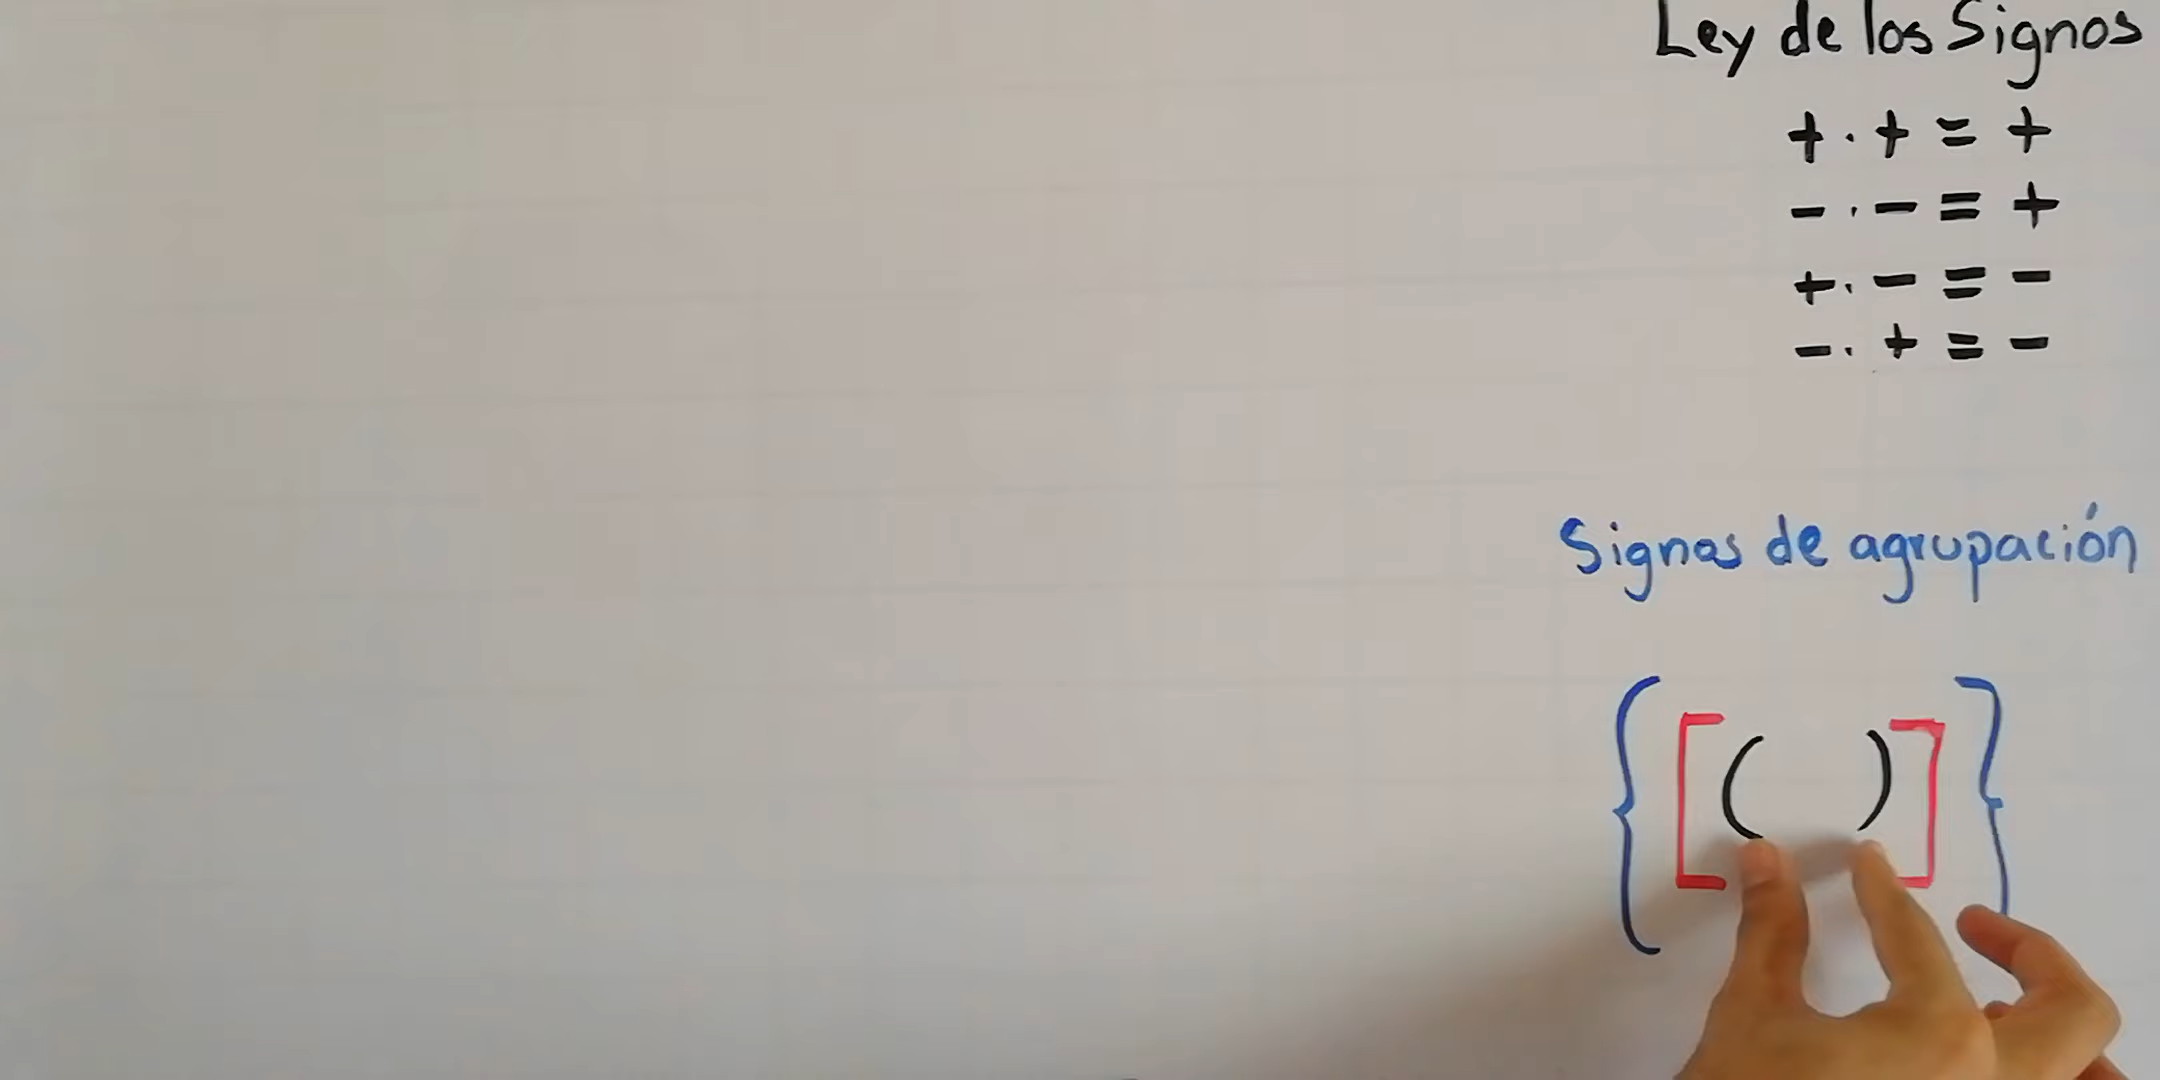 Ley de los Signos
+ · + = +
- · - = +
+ · - = -
- · + = -
Signos de agrupación
{ [ ( ) ] }